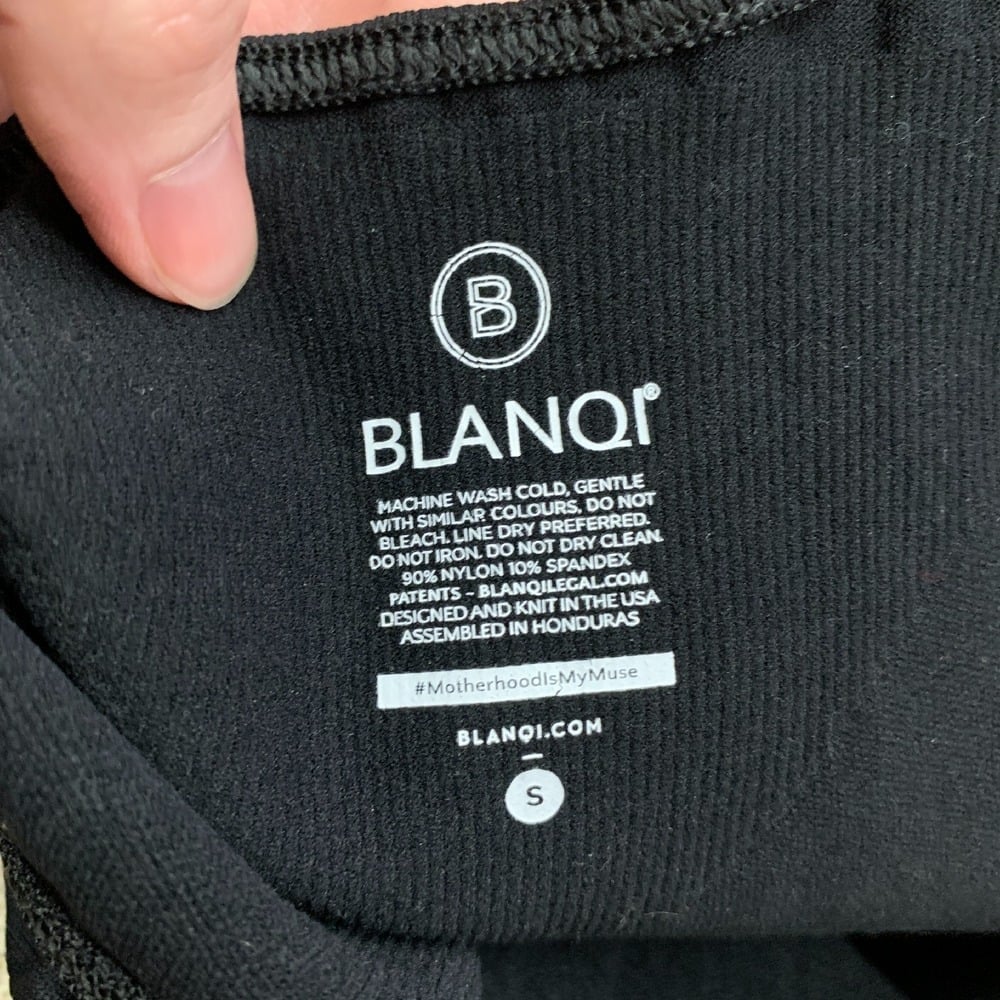 B
BLANQI®
MACHINE WASH COLD, GENTLE
WITH SIMILAR COLOURS, DO NOT
BLEACH. LINE DRY PREFERRED.
DO NOT IRON. DO NOT DRY CLEAN.
90% NYLON 10% SPANDEX
PATENTS - BLANQILEGAL.COM
DESIGNED AND KNIT IN THE USA
ASSEMBLED IN HONDURAS
#MotherhoodIsMyMuse
BLANQI.COM
S